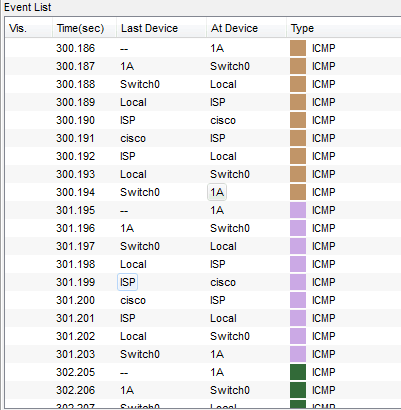 Event List
Vis. Time(sec) Last Device At Device Type
300.186 -- 1A ICMP
300.187 1A Switch0 ICMP
300.188 Switch0 Local ICMP
300.189 Local ISP ICMP
300.190 ISP cisco ICMP
300.191 cisco ISP ICMP
300.192 ISP Local ICMP
300.193 Local Switch0 ICMP
300.194 Switch0 1A ICMP
301.195 -- 1A ICMP
301.196 1A Switch0 ICMP
301.197 Switch0 Local ICMP
301.198 Local ISP ICMP
301.199 ISP cisco ICMP
301.200 cisco ISP ICMP
301.201 ISP Local ICMP
301.202 Local Switch0 ICMP
301.203 Switch0 1A ICMP
302.205 -- 1A ICMP
302.206 1A Switch0 ICMP
302.207 Switch0 Local ICMP